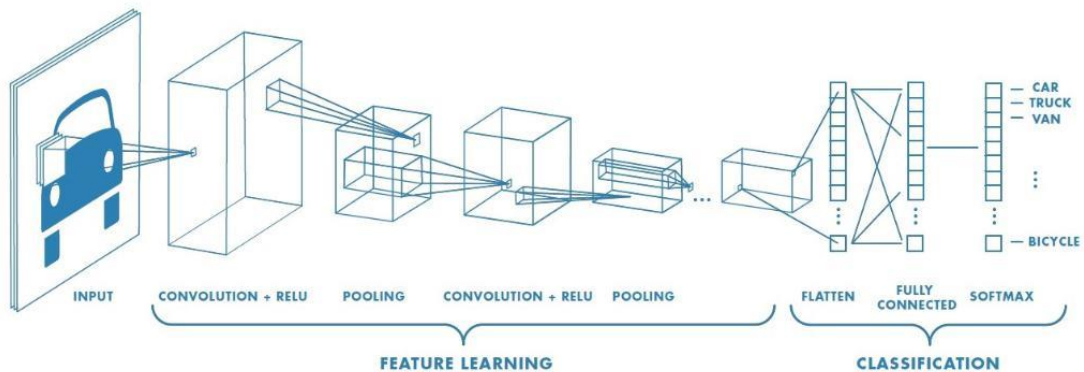 CAR
TRUCK
VAN
BICYCLE
INPUT
CONVOLUTION + RELU
POOLING
CONVOLUTION + RELU
POOLING
FLATTEN
FULLY
CONNECTED
SOFTMAX
FEATURE LEARNING
CLASSIFICATION